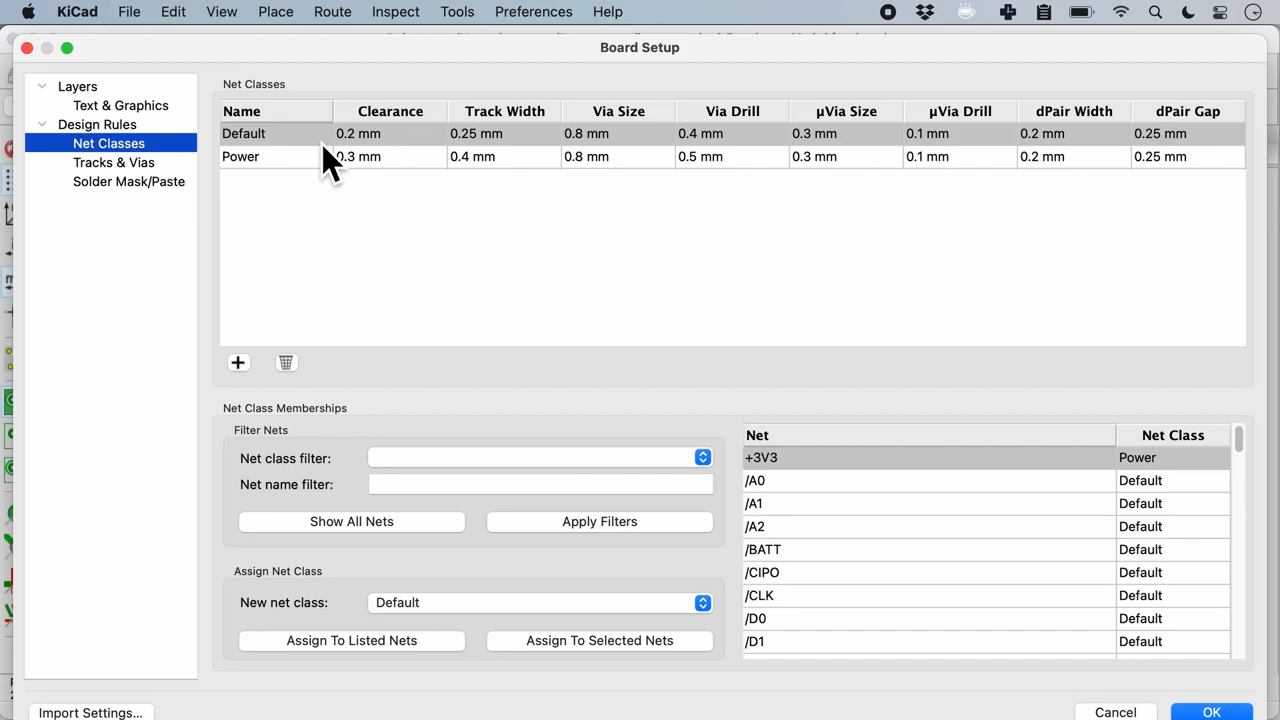 KiCad File Edit View Place Route Inspect Tools Preferences Help
Board Setup
Layers
Text & Graphics
Design Rules
Net Classes
Tracks & Vias
Solder Mask/Paste
Net Classes
Name Clearance Track Width Via Size Via Drill µVia Size µVia Drill dPair Width dPair Gap
Default 0.2 mm 0.25 mm 0.8 mm 0.4 mm 0.3 mm 0.1 mm 0.2 mm 0.25 mm
Power 0.3 mm 0.4 mm 0.8 mm 0.5 mm 0.3 mm 0.1 mm 0.2 mm 0.25 mm
Net Class Memberships
Filter Nets
Net class filter:
Net name filter:
Show All Nets Apply Filters
Assign Net Class
New net class: Default
Assign To Listed Nets Assign To Selected Nets
Net Net Class
+3V3 Power
/A0 Default
/A1 Default
/A2 Default
/BATT Default
/CIPO Default
/CLK Default
/D0 Default
/D1 Default
Import Settings... Cancel OK